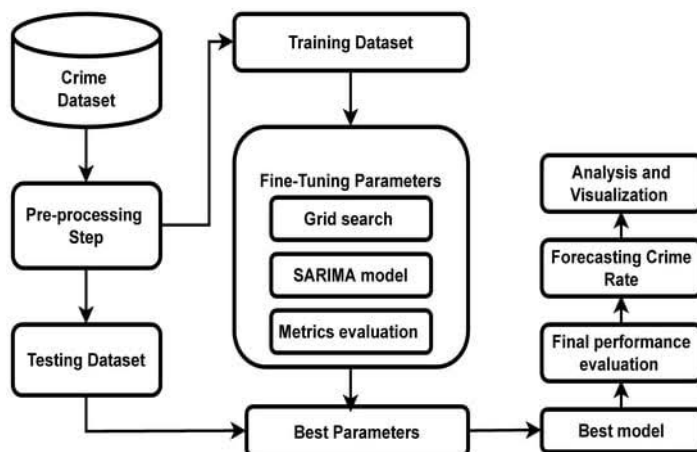 Crime
Dataset
Pre-processing
Step
Testing Dataset
Training Dataset
Fine-Tuning Parameters
Grid search
SARIMA model
Metrics evaluation
Best Parameters
Analysis and
Visualization
Forecasting Crime
Rate
Final performance
evaluation
Best model